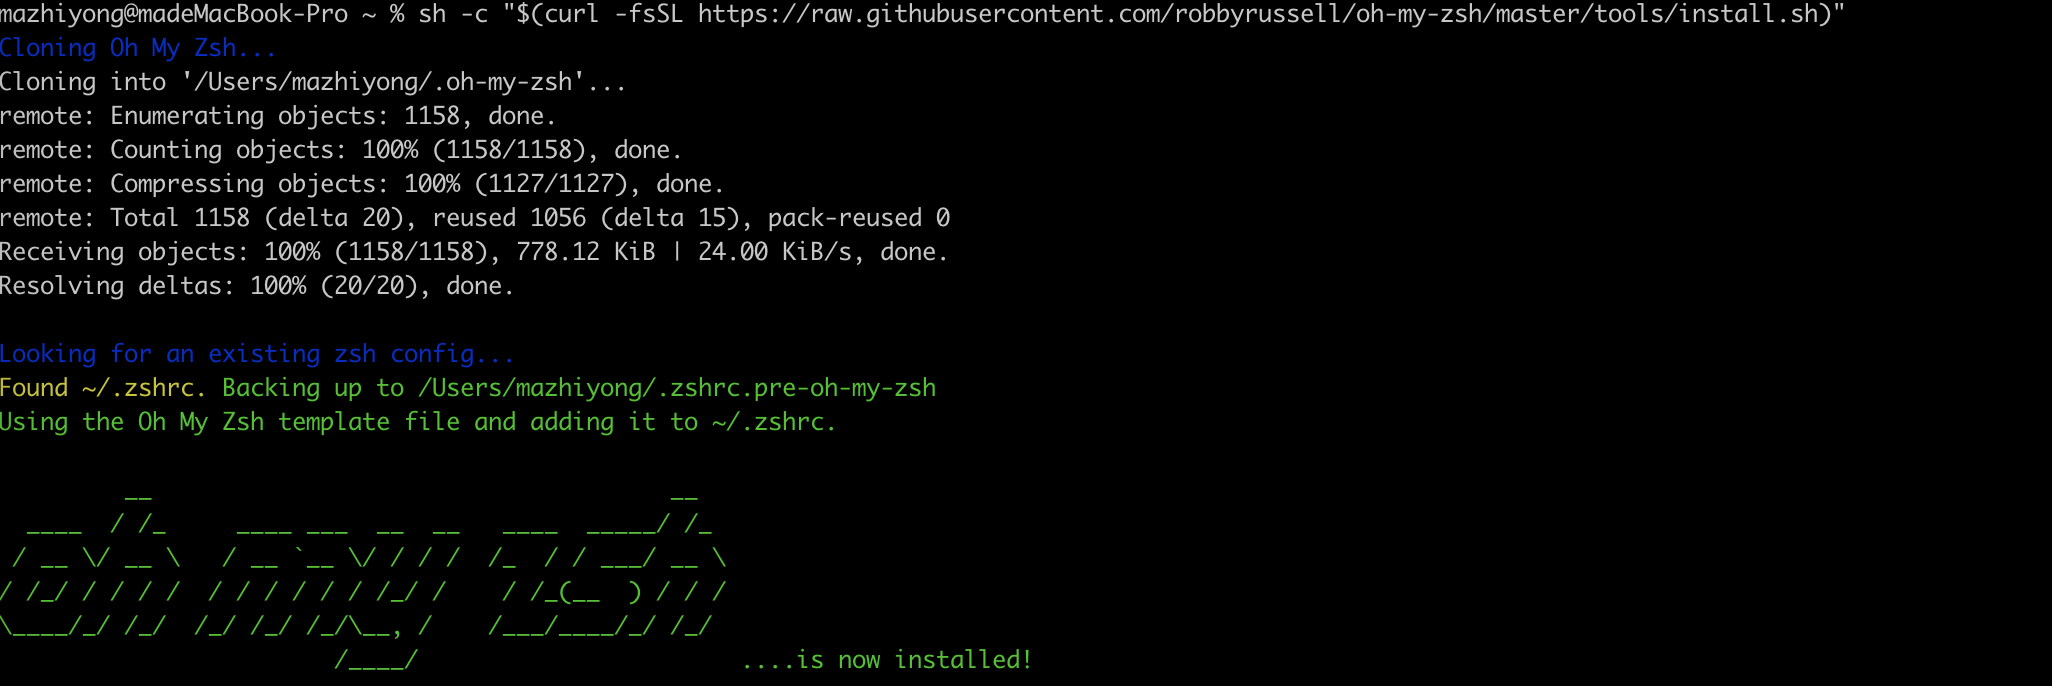 mazhiyong@madeMacBook-Pro ~ % sh -c "$(curl -fsSL https://raw.githubusercontent.com/robbyrussell/oh-my-zsh/master/tools/install.sh)"
Cloning Oh My Zsh...
Cloning into '/Users/mazhiyong/.oh-my-zsh'...
remote: Enumerating objects: 1158, done.
remote: Counting objects: 100% (1158/1158), done.
remote: Compressing objects: 100% (1127/1127), done.
remote: Total 1158 (delta 20), reused 1056 (delta 15), pack-reused 0
Receiving objects: 100% (1158/1158), 778.12 KiB | 24.00 KiB/s, done.
Resolving deltas: 100% (20/20), done.

Looking for an existing zsh config...
Found ~/.zshrc. Backing up to /Users/mazhiyong/.zshrc.pre-oh-my-zsh
Using the Oh My Zsh template file and adding it to ~/.zshrc.

         __                                     __
  ____  / /_     ____ ___  __  __   ____  _____/ /_
 / __ \/ __ \   / __ `__ \/ / / /  /_  / / ___/ __ \
/ /_/ / / / /  / / / / / / /_/ /    / /_(__  ) / / /
\____/_/ /_/  /_/ /_/ /_/\__, /    /___/____/_/ /_/
                        /____/                       ....is now installed!